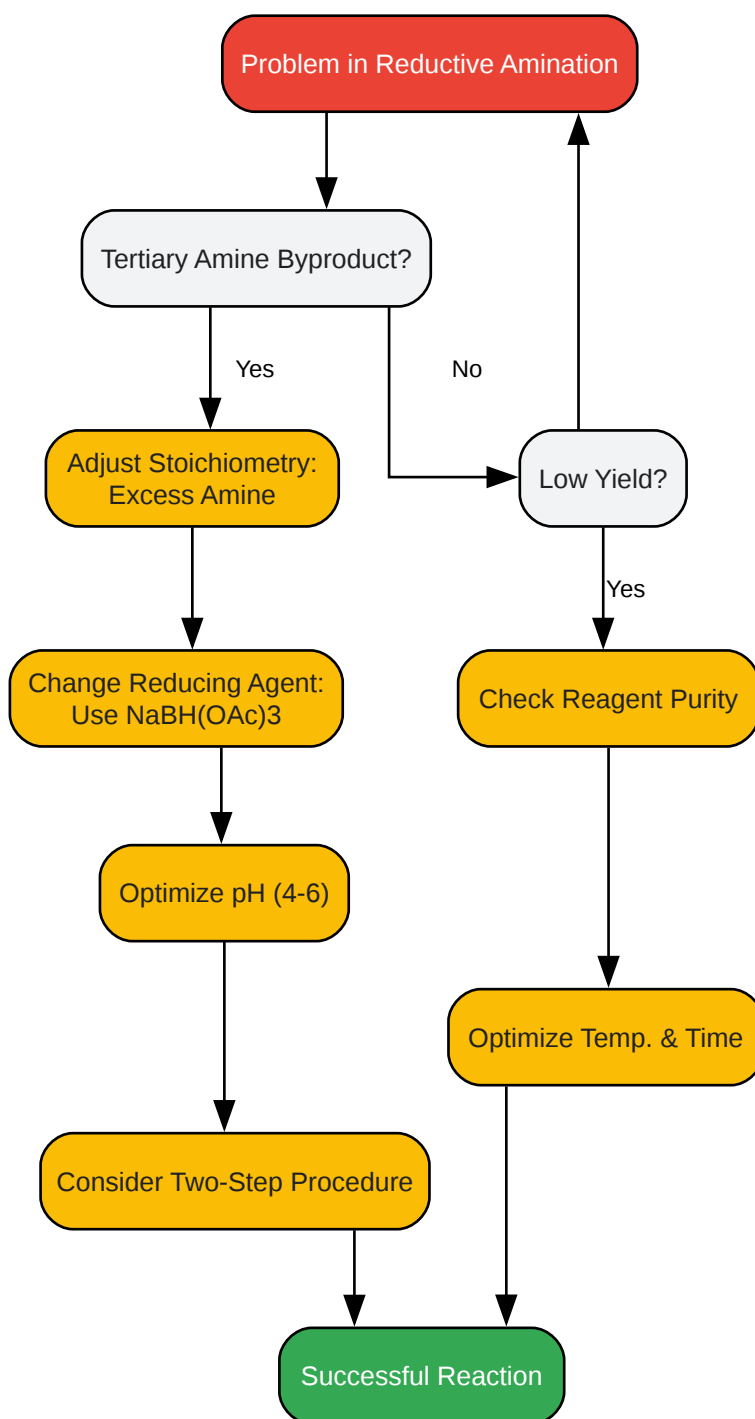 Problem in Reductive Amination
Tertiary Amine Byproduct?
Yes
No
Adjust Stoichiometry:
Excess Amine
Low Yield?
Yes
Change Reducing Agent:
Use NaBH(OAc)3
Check Reagent Purity
Optimize pH (4-6)
Optimize Temp. & Time
Consider Two-Step Procedure
Successful Reaction